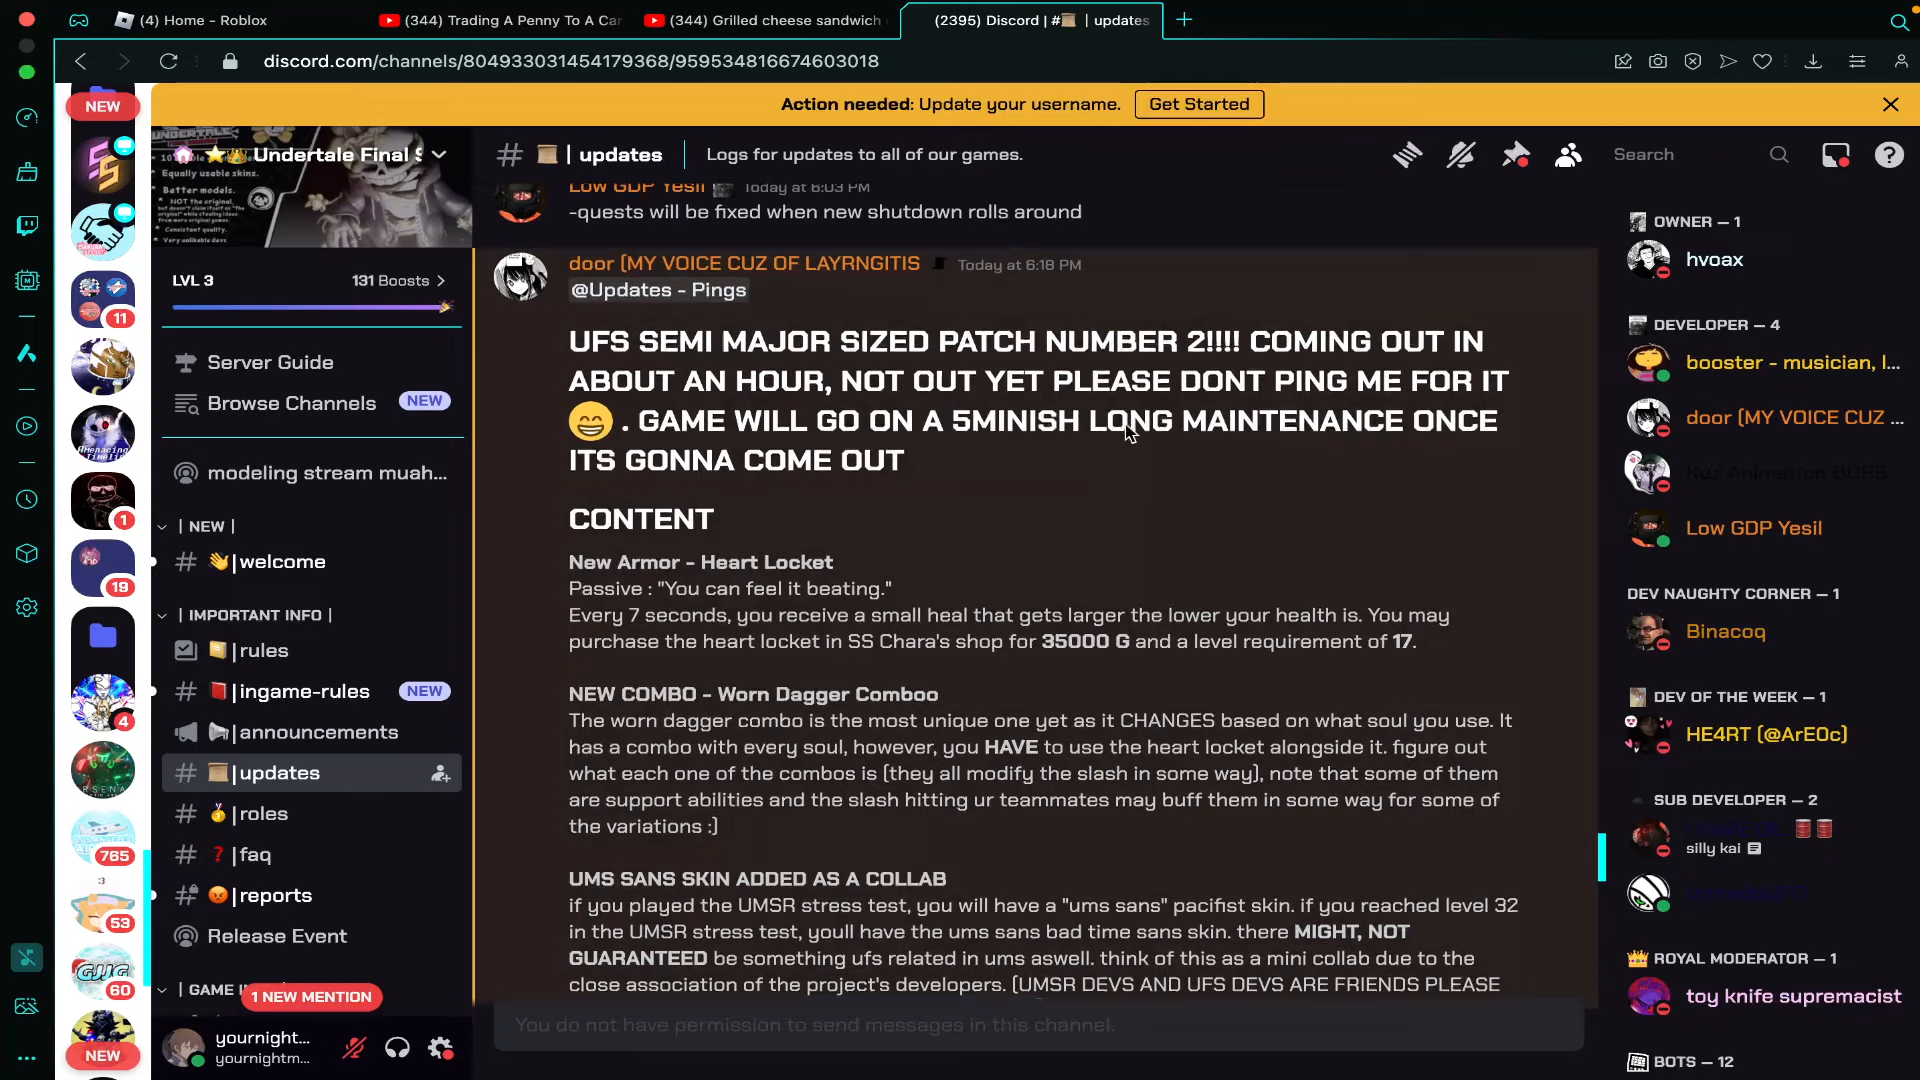 (4) Home - Roblox
(344) Trading A Penny To A Car
(344) Grilled cheese sandwich
(2395) Discord | # | updates
discord.com/channels/804933031454179368/959534816674603018
Action needed: Update your username.
Get Started
NEW
11
1
19
4
765
53
60
NEW
UNDERTALE
Equally usable skins.
Better models.
Consistent quality.
Undertale Final S
LVL 3
131 Boosts
Server Guide
Browse Channels
NEW
modeling stream muah...
| NEW |
|welcome
| IMPORTANT INFO |
|rules
|ingame-rules
NEW
|announcements
|updates
|roles
|faq
|reports
Release Event
| GAME
1 NEW MENTION
yournight...
yournightm...
| updates
Logs for updates to all of our games.
Search
Low GDP Yesil Today at 6:03 PM
-quests will be fixed when new shutdown rolls around
door (MY VOICE CUZ OF LAYRNGITIS Today at 6:18 PM
@Updates - Pings
UFS SEMI MAJOR SIZED PATCH NUMBER 2!!!! COMING OUT IN
ABOUT AN HOUR, NOT OUT YET PLEASE DONT PING ME FOR IT
😁 . GAME WILL GO ON A 5MINISH LONG MAINTENANCE ONCE
ITS GONNA COME OUT
CONTENT
New Armor - Heart Locket
Passive : "You can feel it beating."
Every 7 seconds, you receive a small heal that gets larger the lower your health is. You may
purchase the heart locket in SS Chara's shop for 35000 G and a level requirement of 17.
NEW COMBO - Worn Dagger Comboo
The worn dagger combo is the most unique one yet as it CHANGES based on what soul you use. It
has a combo with every soul, however, you HAVE to use the heart locket alongside it. figure out
what each one of the combos is (they all modify the slash in some way), note that some of them
are support abilities and the slash hitting ur teammates may buff them in some way for some of
the variations :)
UMS SANS SKIN ADDED AS A COLLAB
if you played the UMSR stress test, you will have a "ums sans" pacifist skin. if you reached level 32
in the UMSR stress test, youll have the ums sans bad time sans skin. there MIGHT, NOT
GUARANTEED be something ufs related in ums aswell. think of this as a mini collab due to the
close association of the project's developers. (UMSR DEVS AND UFS DEVS ARE FRIENDS PLEASE
You do not have permission to send messages in this channel.
OWNER — 1
hvoax
DEVELOPER — 4
booster - musician, l...
door (MY VOICE CUZ ...
Kuz Animation
Low GDP Yesil
DEV NAUGHTY CORNER — 1
Binacoq
DEV OF THE WEEK — 1
HE4RT (@ArE0c)
SUB DEVELOPER — 2
silly kai
ROYAL MODERATOR — 1
toy knife supremacist
BOTS — 12